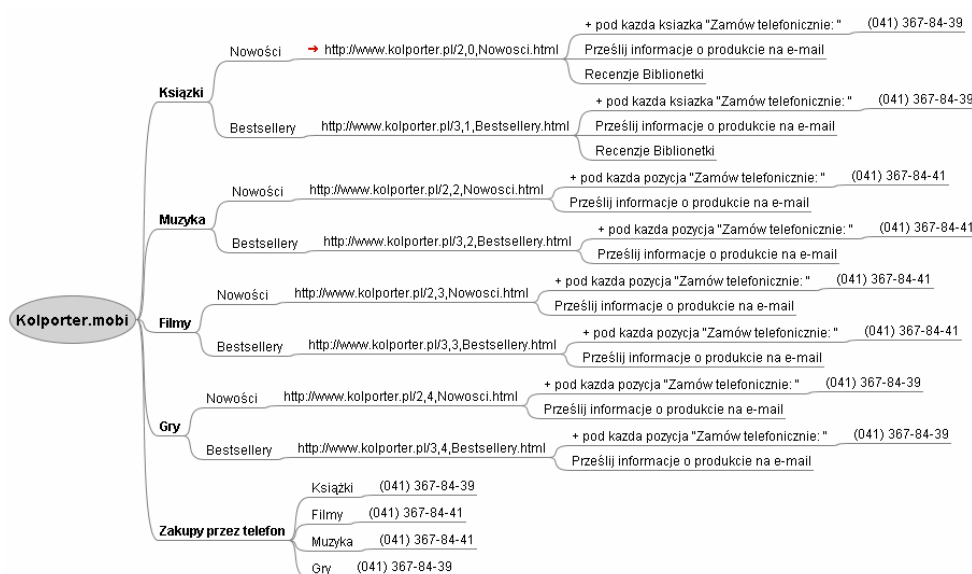 + pod kazda ksiazka "Zamów telefonicznie: " (041) 367-84-39
Nowości http://www.kolporter.pl/2,0,Nowosci.html Prześlij informacje o produkcie na e-mail
Recenzje Biblionetki
Książki
+ pod kazda ksiazka "Zamów telefonicznie: " (041) 367-84-39
Bestsellery http://www.kolporter.pl/3,1,Bestsellery.html Prześlij informacje o produkcie na e-mail
Recenzje Biblionetki
+ pod kazda pozycja "Zamów telefonicznie: " (041) 367-84-41
Nowości http://www.kolporter.pl/2,2,Nowosci.html
Prześlij informacje o produkcie na e-mail
Muzyka
+ pod kazda pozycja "Zamów telefonicznie: " (041) 367-84-41
Bestsellery http://www.kolporter.pl/3,2,Bestsellery.html
Prześlij informacje o produkcie na e-mail
+ pod kazda pozycja "Zamów telefonicznie: " (041) 367-84-41
Nowości http://www.kolporter.pl/2,3,Nowosci.html
Prześlij informacje o produkcie na e-mail
Kolporter.mobi
Filmy
+ pod kazda pozycja "Zamów telefonicznie: " (041) 367-84-41
Bestsellery http://www.kolporter.pl/3,3,Bestsellery.html
Prześlij informacje o produkcie na e-mail
+ pod kazda pozycja "Zamów telefonicznie: " (041) 367-84-39
Nowości http://www.kolporter.pl/2,4,Nowosci.html
Prześlij informacje o produkcie na e-mail
Gry
+ pod kazda pozycja "Zamów telefonicznie: " (041) 367-84-39
Bestsellery http://www.kolporter.pl/3,4,Bestsellery.html
Prześlij informacje o produkcie na e-mail
Książki (041) 367-84-39
Filmy (041) 367-84-41
Zakupy przez telefon
Muzyka (041) 367-84-41
Gry (041) 367-84-39